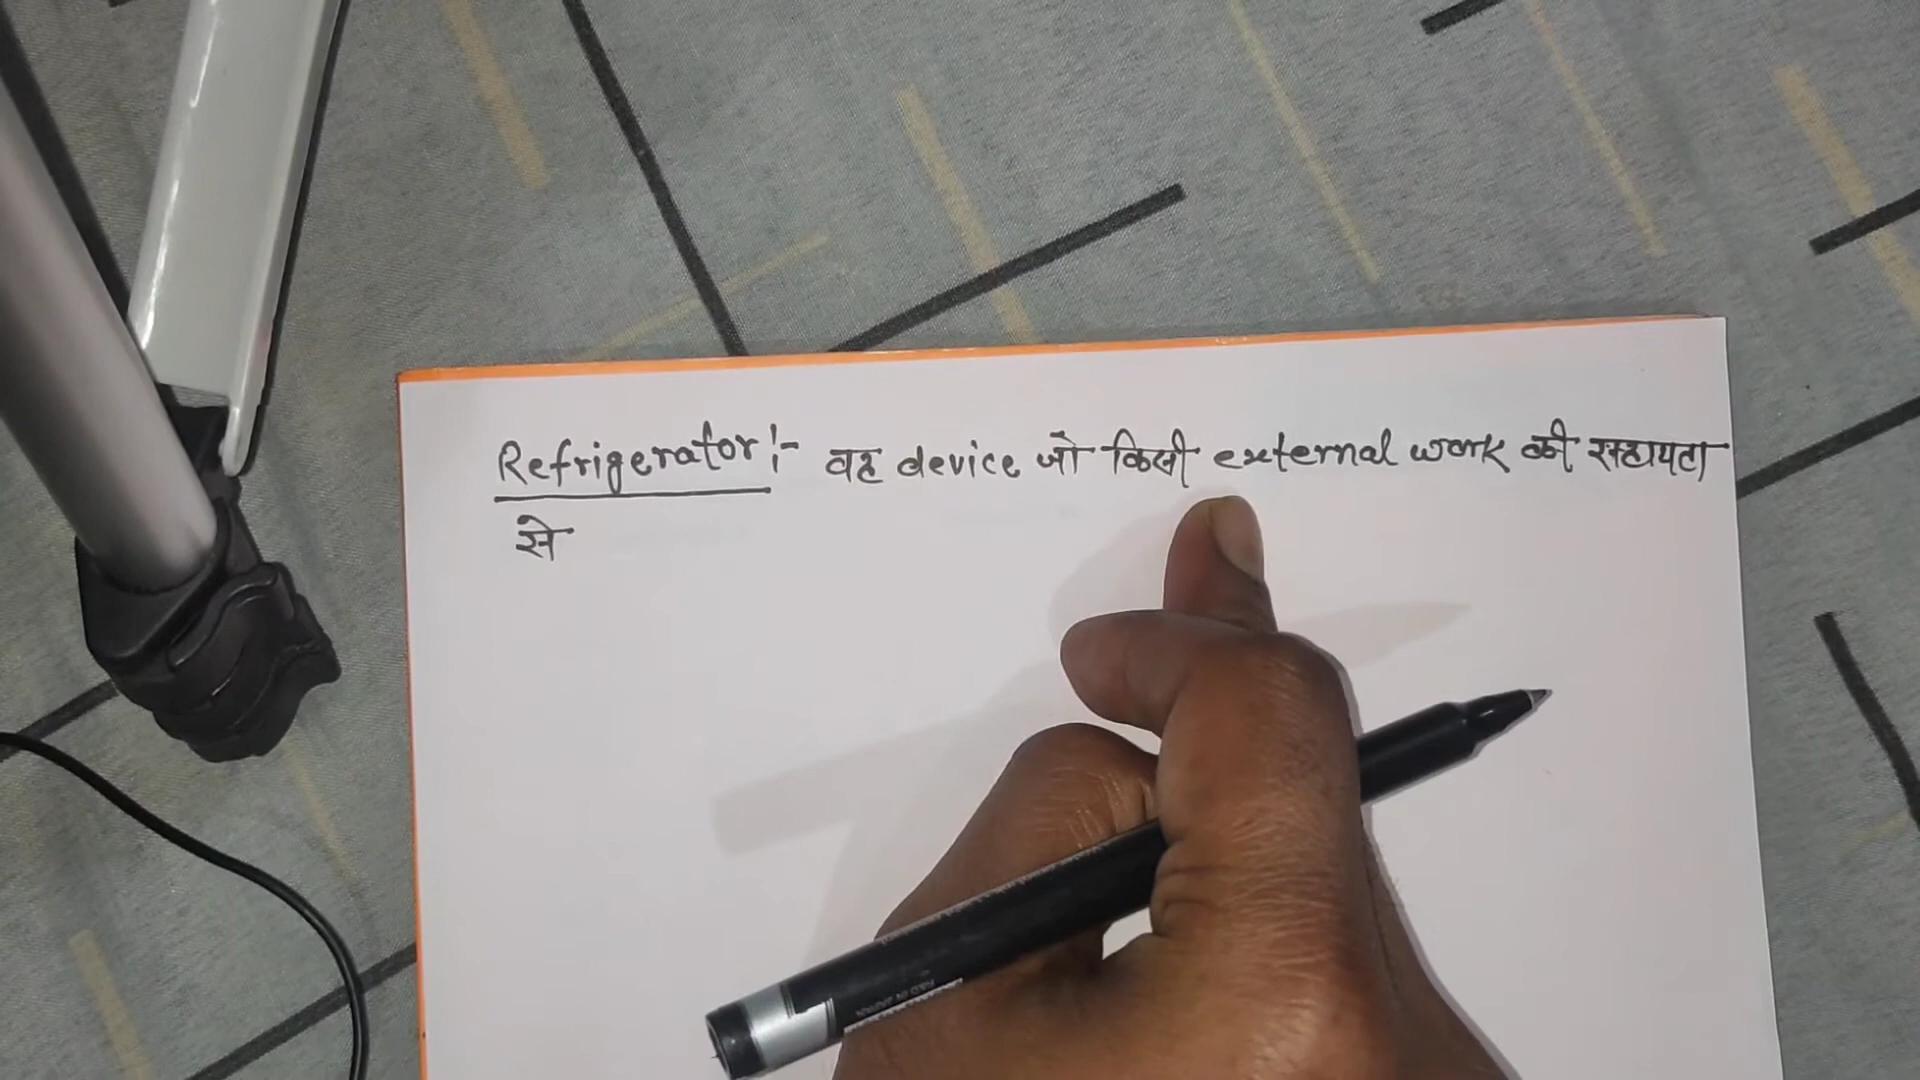 Refrigerator :- वह device जो किसी external work की सहायता
से